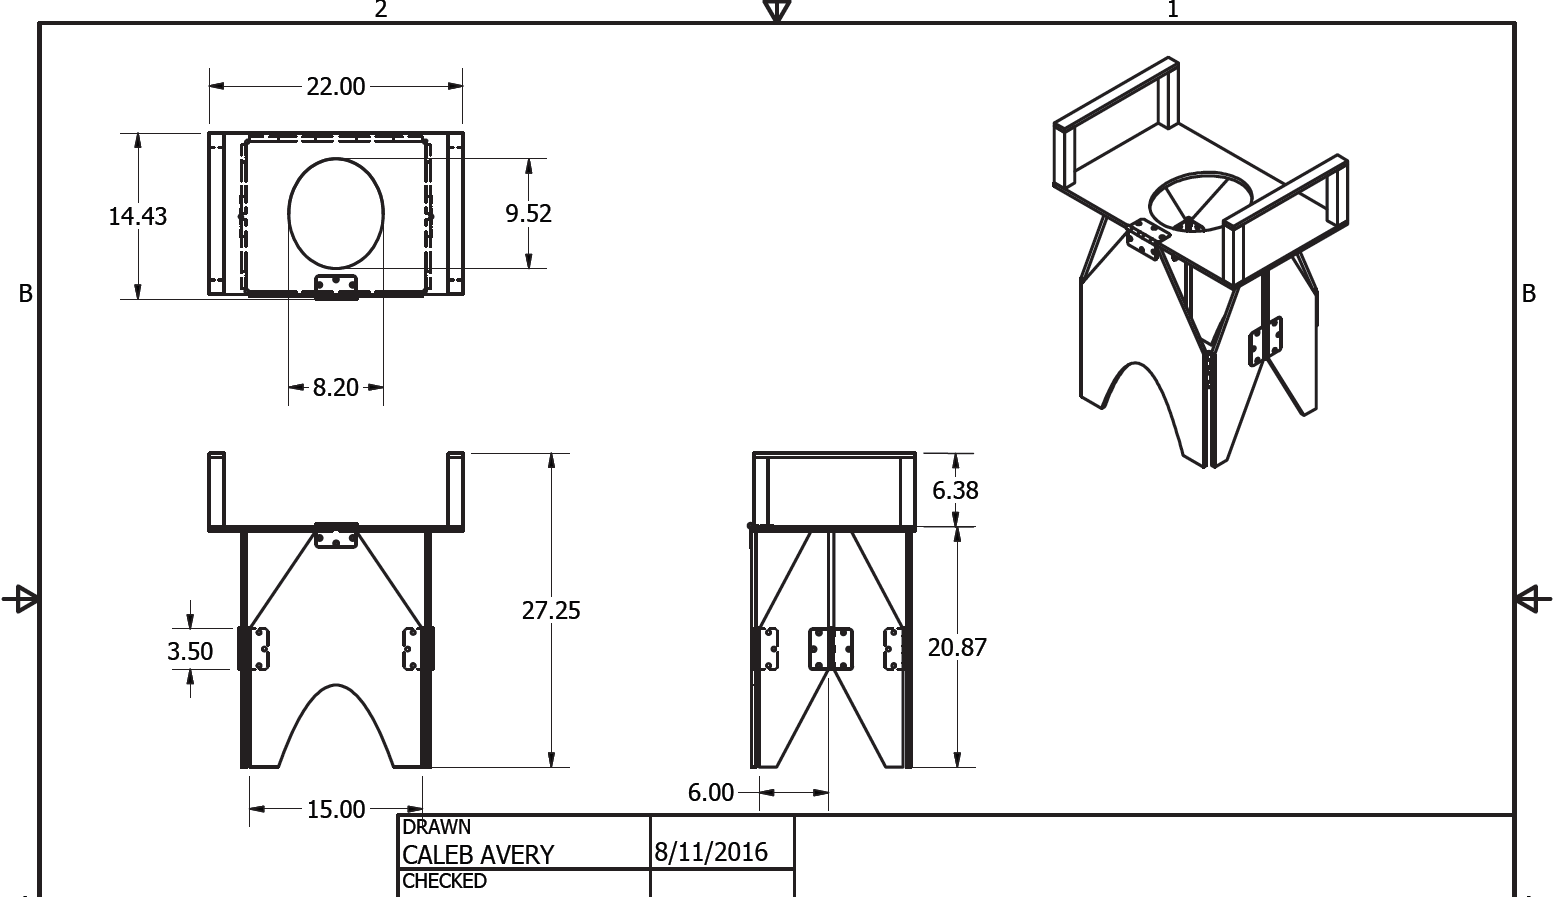 2
1
22.00
14.43
9.52
B
B
8.20
6.38
27.25
3.50
20.87
6.00
15.00
DRAWN
CALEB AVERY
8/11/2016
CHECKED